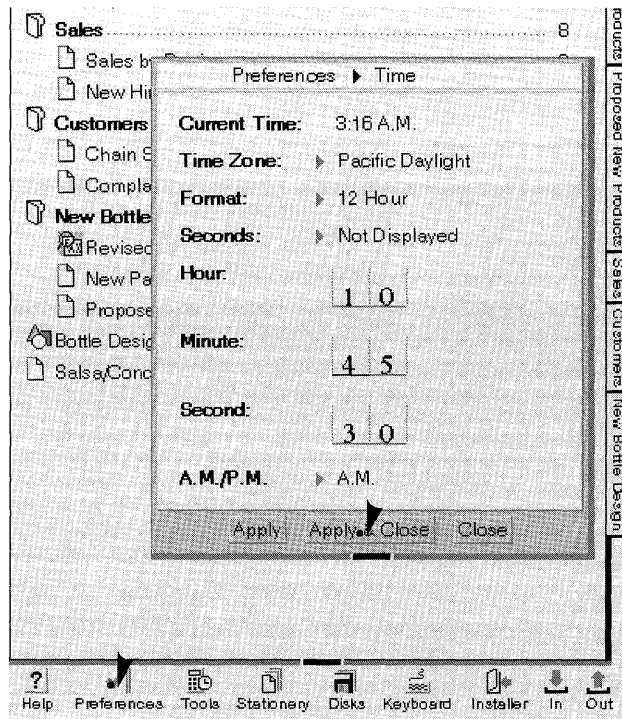 Sales 8
Sales b
New Hi
Customers
Chain S
Compla
New Bottle
Revised
New Pa
Propose
Bottle Desig
Salsa/Conc
Preferences ▸ Time
Current Time: 3:16 A.M.
Time Zone: Pacific Daylight
Format: 12 Hour
Seconds: Not Displayed
Hour: 1 0
Minute: 4 5
Second: 3 0
A.M./P.M. A.M.
Apply Apply & Close Close
oducts Proposed New Products Sales Customers New Bottle Design
? Help Preferences Tools Stationery Disks Keyboard Installer In Out